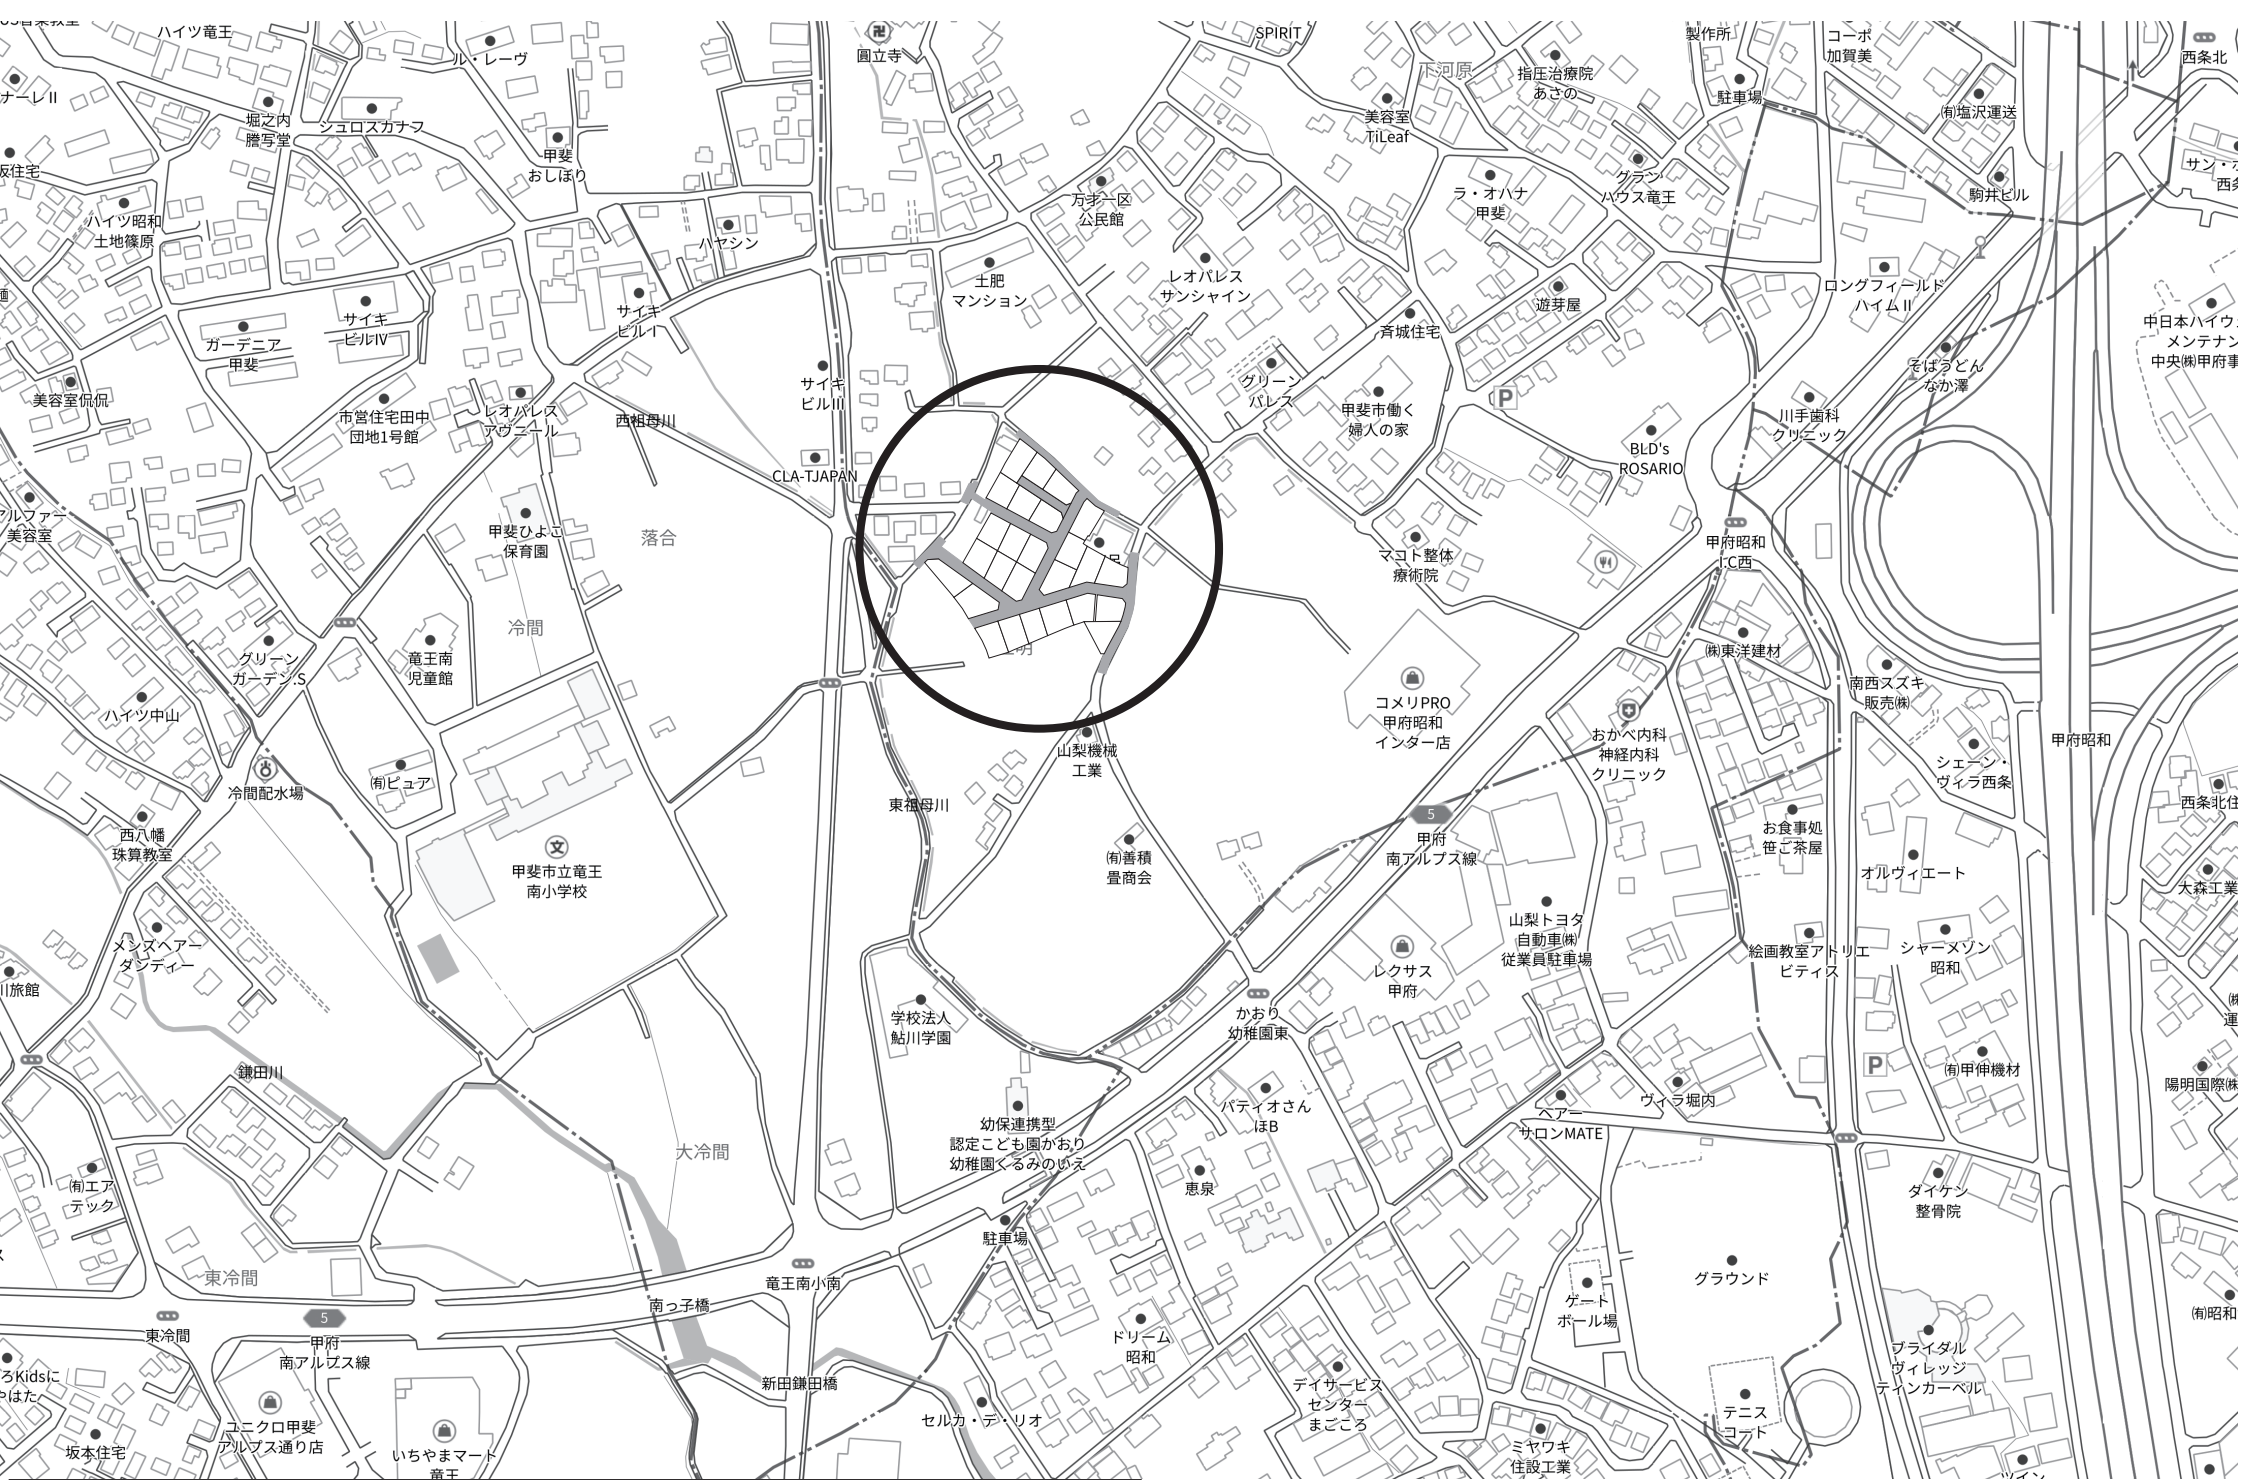 ハイツ竜王
ナーレⅡ
堀之内
謄写堂
シュロスカナフ
ル・レーヴ
甲斐
おしぼり
圓立寺
SPIRIT
下河原
美容室
TiLeaf
指圧治療院
あさの
製作所
駐車場
コーポ
加賀美
西条北
㈲塩沢運送
駒井ビル
グラン
ハウス竜王
ラ・オハナ
甲斐
万才一区
公民館
ハイツ昭和
土地篠原
ハヤシン
土肥
マンション
レオパレス
サンシャイン
遊芽屋
斉城住宅
ロングフィールド
ハイムⅡ
中日本ハイウ
メンテナン
中央㈱甲府事
サイキ
ビルⅠ
サイキ
ビルⅣ
ガーデニア
甲斐
美容室侃侃
市営住宅田中
団地1号館
レオパレス
アヴニール
西祖母川
サイキ
ビルⅢ
CLA-TJAPAN
グリーン
パレス
甲斐市働く
婦人の家
P
BLD's
ROSARIO
川手歯科
クリニック
そばうどん
なか澤
アルファー
美容室
甲斐ひよこ
保育園
落合
冷間
マコト整体
療術院
甲府昭和
I.C西
グリーン
ガーデン.S
竜王南
児童館
ハイツ中山
㈲ピュア
冷間配水場
西八幡
珠算教室
甲斐市立竜王
南小学校
山梨機械
工業
東祖母川
㈲善積
畳商会
コメリPRO
甲府昭和
インター店
㈱東洋建材
おかべ内科
神経内科
クリニック
南西スズキ
販売㈱
甲府昭和
シェーン・
ヴィラ西条
5
甲府
南アルプス線
お食事処
笹ご茶屋
オルヴィエート
西条北住
大森工業
メンズヘアー
ダンディー
川旅館
学校法人
鮎川学園
山梨トヨタ
自動車㈱
従業員駐車場
レクサス
甲府
絵画教室アトリエ
ビティス
シャーメゾン
昭和
かおり
幼稚園東
鎌田川
P
㈲甲伸機材
陽明国際㈱
パティオさん
ほB
ヴィラ堀内
ヘアー
サロンMATE
幼保連携型
認定こども園かおり
幼稚園くるみのいえ
大冷間
㈲エア
テック
恵泉
ダイケン
整骨院
駐車場
東冷間
竜王南小南
グラウンド
南っ子橋
ゲート
ボール場
㈲昭和
東冷間
5
甲府
南アルプス線
ドリーム
昭和
ブライダル
ヴィレッジ
ティンカーベル
新田鎌田橋
デイサービス
センター
まごころ
セルカ・デ・リオ
テニス
コート
ユニクロ甲斐
アルプス通り店
坂本住宅
いちやまマート
竜王
ミヤワキ
住設工業